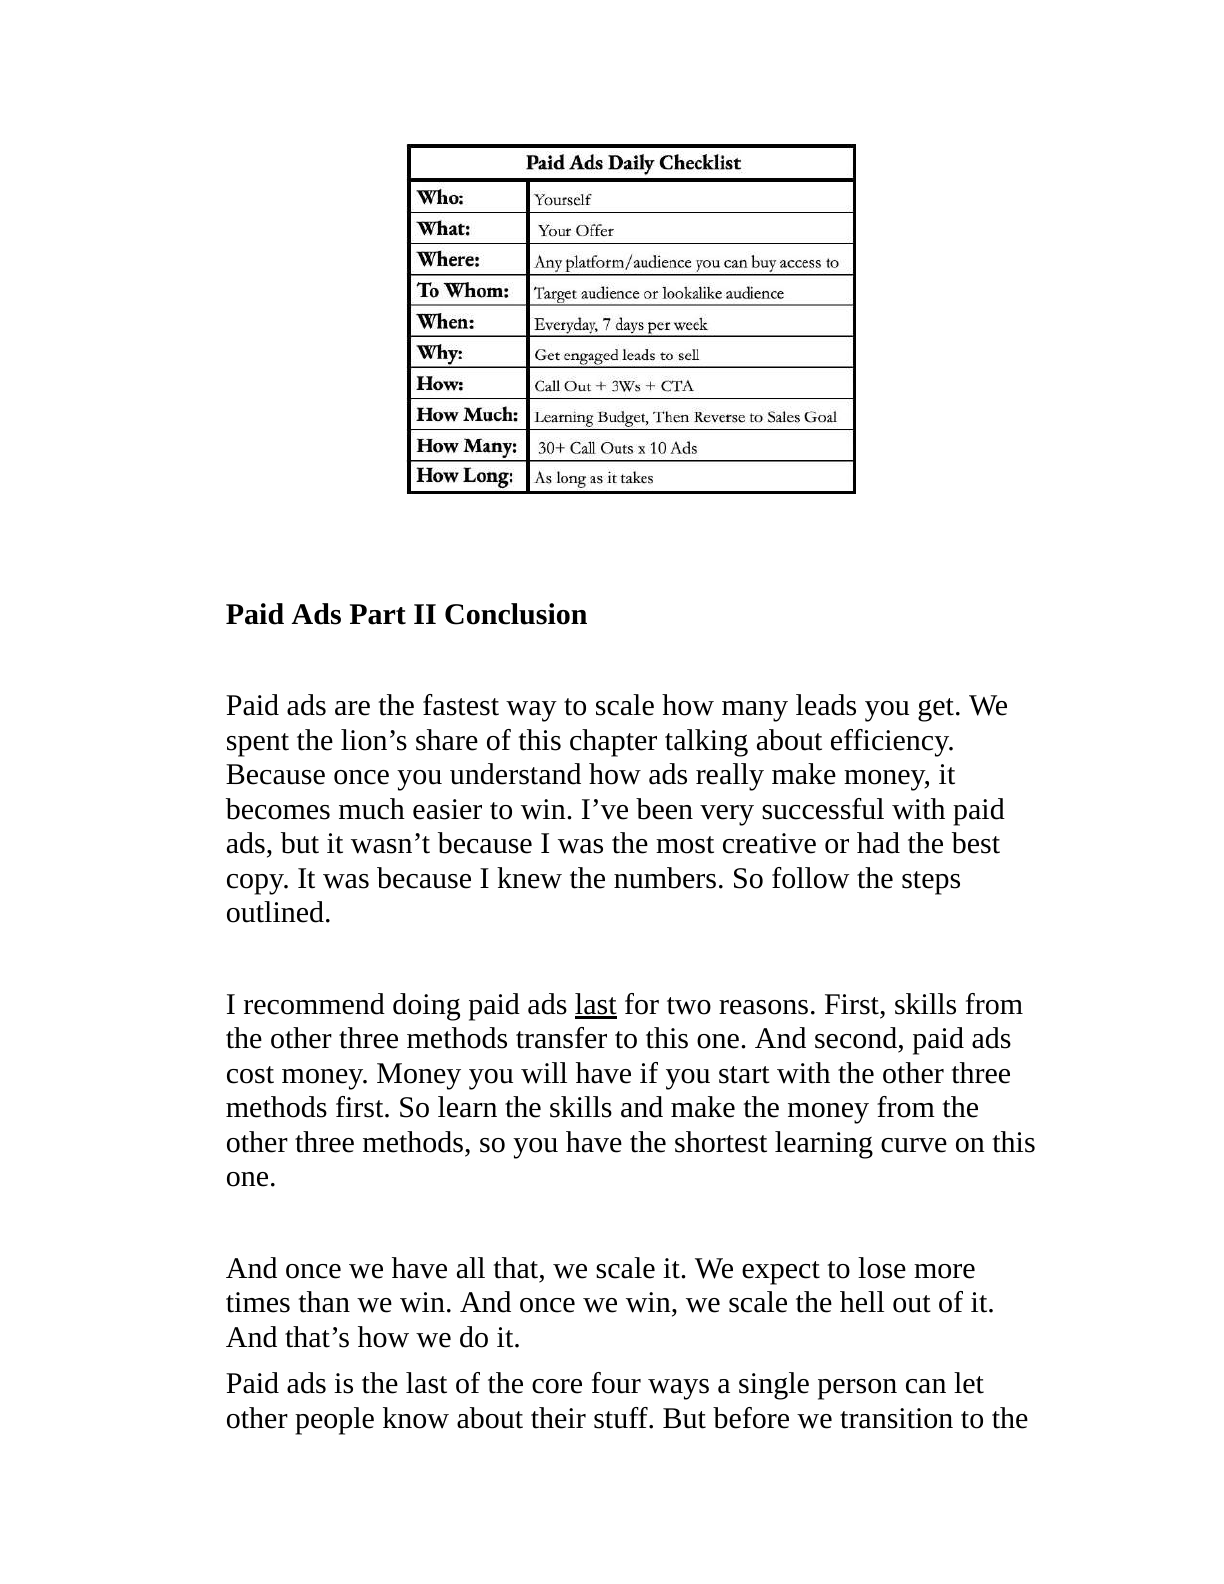 Paid Ads Daily Checklist
Who: Yourself
What: Your Offer
Where: Any platform/audience you can buy access to
To Whom: Target audience or lookalike audience
When: Everyday, 7 days per week
Why: Get engaged leads to sell
How: Call Out + 3Ws + CTA
How Much: Learning Budget, Then Reverse to Sales Goal
How Many: 30+ Call Outs x 10 Ads
How Long: As long as it takes
Paid Ads Part II Conclusion
Paid ads are the fastest way to scale how many leads you get. We
spent the lion’s share of this chapter talking about efficiency.
Because once you understand how ads really make money, it
becomes much easier to win. I’ve been very successful with paid
ads, but it wasn’t because I was the most creative or had the best
copy. It was because I knew the numbers. So follow the steps
outlined.
I recommend doing paid ads last for two reasons. First, skills from
the other three methods transfer to this one. And second, paid ads
cost money. Money you will have if you start with the other three
methods first. So learn the skills and make the money from the
other three methods, so you have the shortest learning curve on this
one.
And once we have all that, we scale it. We expect to lose more
times than we win. And once we win, we scale the hell out of it.
And that’s how we do it.
Paid ads is the last of the core four ways a single person can let
other people know about their stuff. But before we transition to the